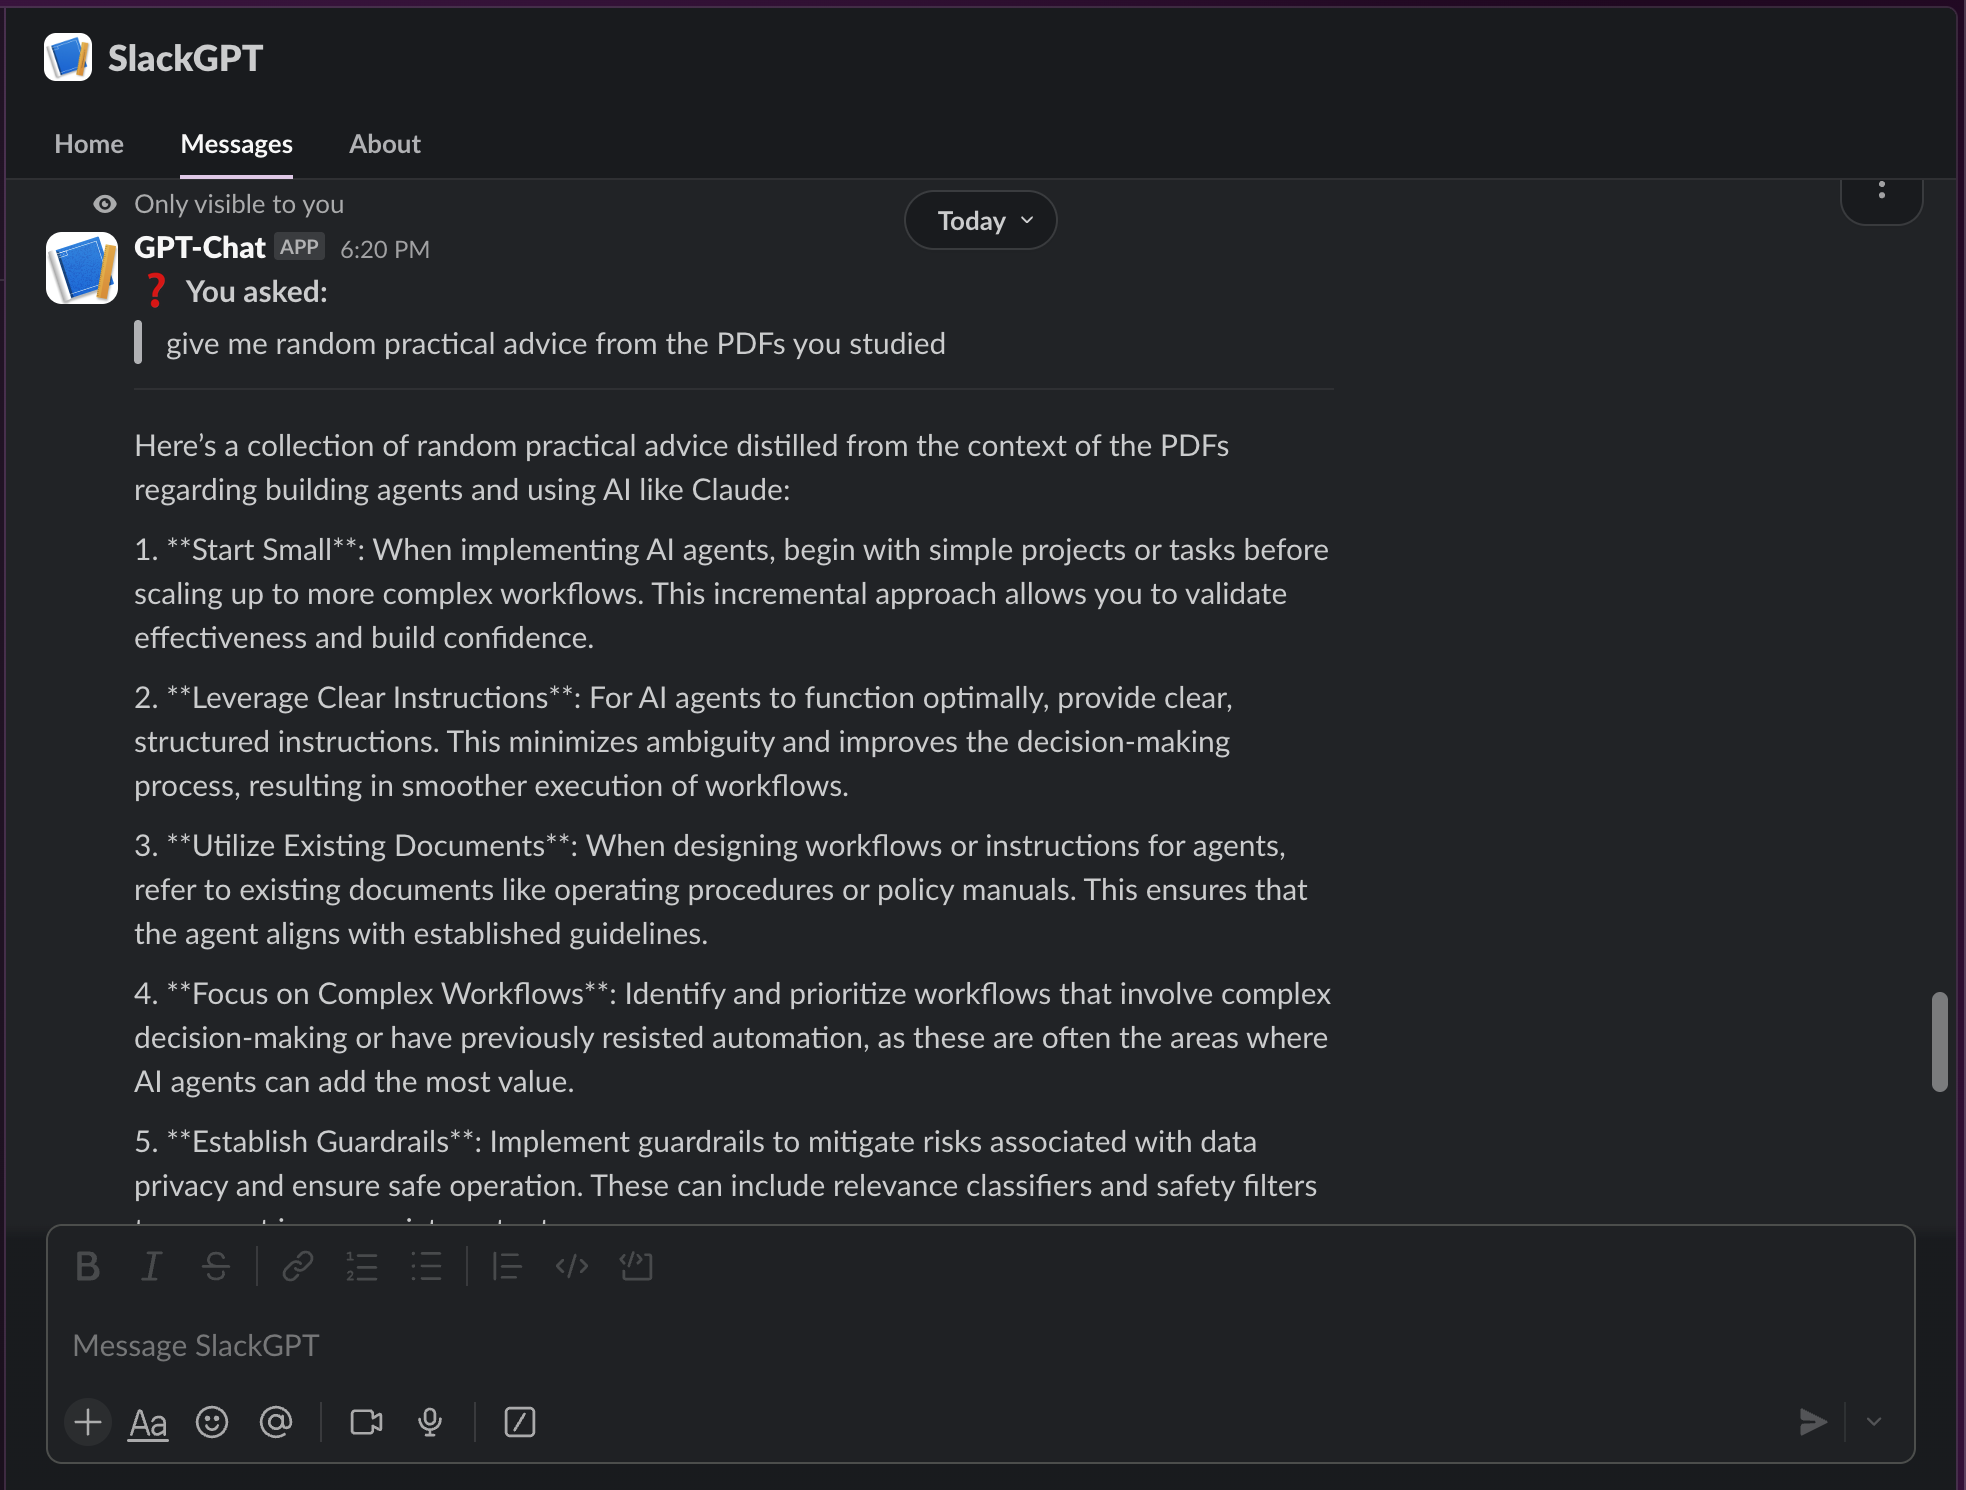 SlackGPT
Home Messages About
Only visible to you
Today
GPT-Chat APP 6:20 PM
❓ You asked:
give me random practical advice from the PDFs you studied
Here’s a collection of random practical advice distilled from the context of the PDFs
regarding building agents and using AI like Claude:
1. **Start Small**: When implementing AI agents, begin with simple projects or tasks before
scaling up to more complex workflows. This incremental approach allows you to validate
effectiveness and build confidence.
2. **Leverage Clear Instructions**: For AI agents to function optimally, provide clear,
structured instructions. This minimizes ambiguity and improves the decision-making
process, resulting in smoother execution of workflows.
3. **Utilize Existing Documents**: When designing workflows or instructions for agents,
refer to existing documents like operating procedures or policy manuals. This ensures that
the agent aligns with established guidelines.
4. **Focus on Complex Workflows**: Identify and prioritize workflows that involve complex
decision-making or have previously resisted automation, as these are often the areas where
AI agents can add the most value.
5. **Establish Guardrails**: Implement guardrails to mitigate risks associated with data
privacy and ensure safe operation. These can include relevance classifiers and safety filters
Message SlackGPT
Aa